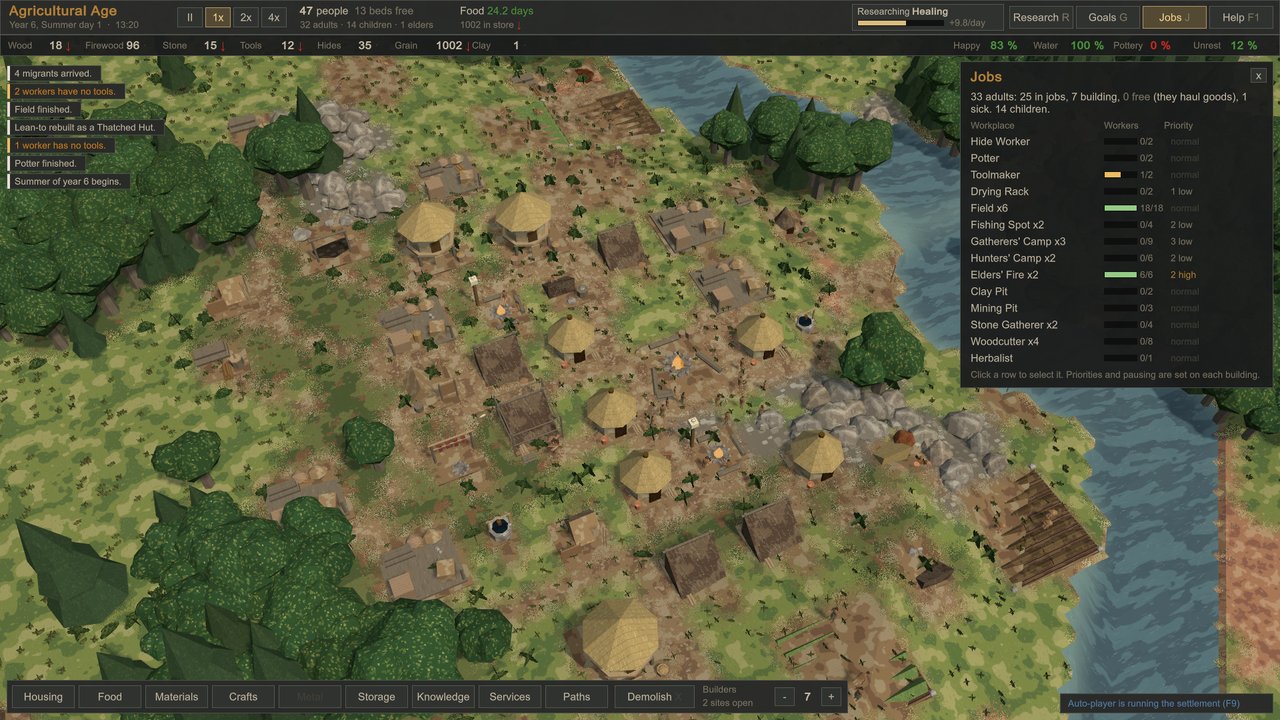 Agricultural Age
Year 6, Summer day 1 · 13:20
II 1x 2x 4x
47 people 13 beds free
32 adults · 14 children · 1 elders
Food 24.2 days
1002 in store ↓
Researching Healing
+9.8/day
Research R
Goals G
Jobs J
Help F1
Wood 18 ↓ Firewood 96 Stone 15 ↓ Tools 12 ↓ Hides 35 Grain 1002 ↓ Clay 1
Happy 83 % Water 100 % Pottery 0 % Unrest 12 %
4 migrants arrived.
2 workers have no tools.
Field finished.
Lean-to rebuilt as a Thatched Hut.
1 worker has no tools.
Potter finished.
Summer of year 6 begins.
Jobs x
33 adults: 25 in jobs, 7 building, 0 free (they haul goods), 1
sick. 14 children.
Workplace Workers Priority
Hide Worker 0/2 normal
Potter 0/2 normal
Toolmaker 1/2 normal
Drying Rack 0/2 1 low
Field x6 18/18 normal
Fishing Spot x2 0/4 2 low
Gatherers' Camp x3 0/9 3 low
Hunters' Camp x2 0/6 2 low
Elders' Fire x2 6/6 2 high
Clay Pit 0/2 normal
Mining Pit 0/3 normal
Stone Gatherer x2 0/4 normal
Woodcutter x4 0/8 normal
Herbalist 0/1 normal
Click a row to select it. Priorities and pausing are set on each building.
Housing
Food
Materials
Crafts
Metal
Storage
Knowledge
Services
Paths
Demolish X
Builders
2 sites open
- 7 +
Auto-player is running the settlement (F9)